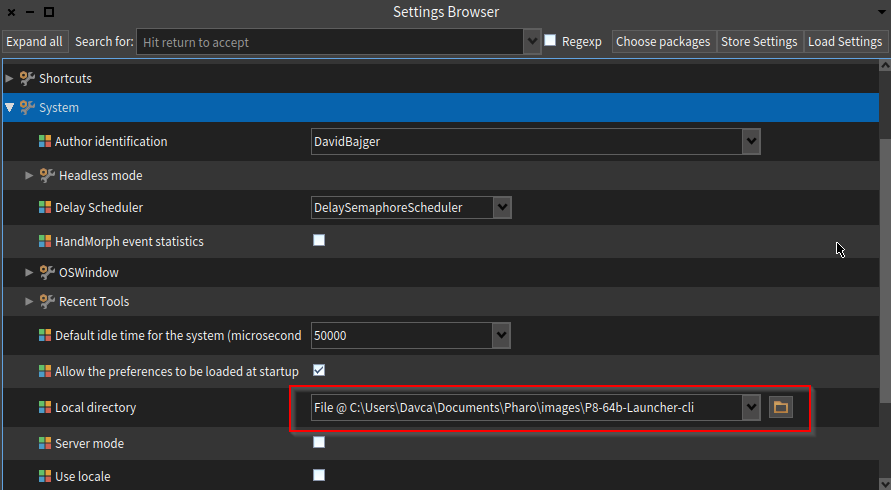 Settings Browser
Expand all Search for: Hit return to accept Regexp Choose packages Store Settings Load Settings
Shortcuts
System
Author identification DavidBajger
Headless mode
Delay Scheduler DelaySemaphoreScheduler
HandMorph event statistics
OSWindow
Recent Tools
Default idle time for the system (microsecond 50000
Allow the preferences to be loaded at startup
Local directory File @ C:\Users\Davca\Documents\Pharo\images\P8-64b-Launcher-cli
Server mode
Use locale